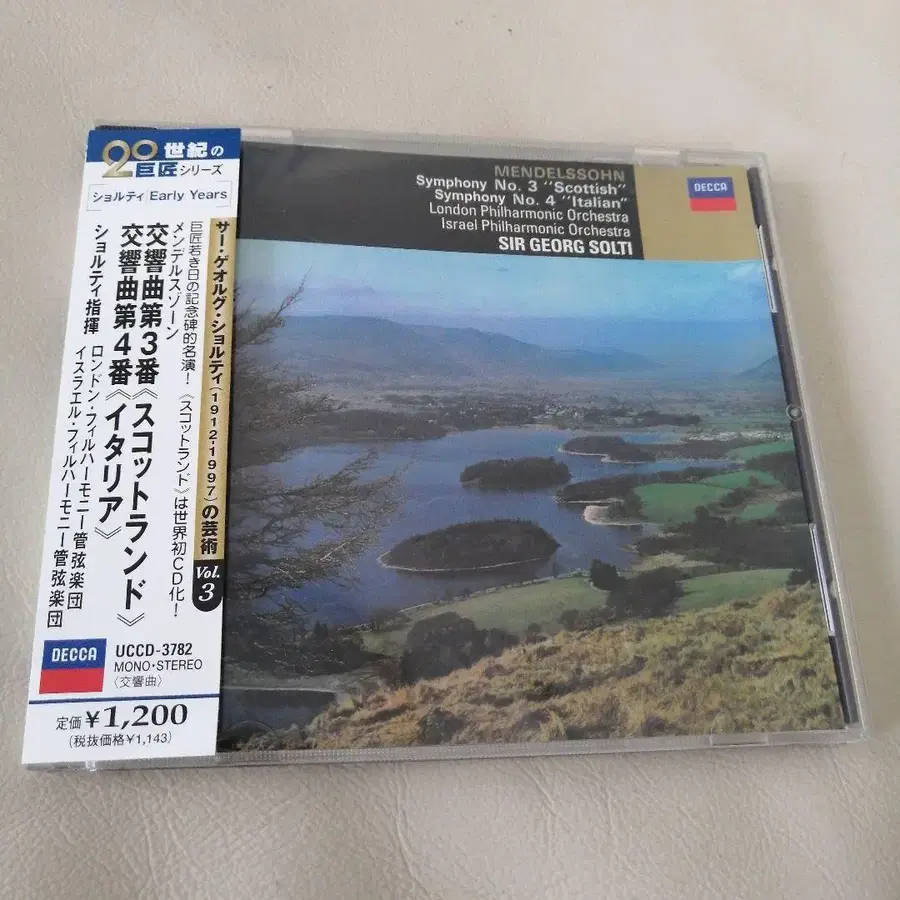 20世紀の
巨匠シリーズ
ショルティ Early Years
サー・ゲオルグ・ショルティ(1912-1997)の芸術 Vol. 3
巨匠若き日の記念碑的名演!《スコットランド》は世界初CD化!
メンデルスゾーン
交響曲第3番《スコットランド》
交響曲第4番《イタリア》
ショルティ指揮 ロンドン・フィルハーモニー管弦楽団
イスラエル・フィルハーモニー管弦楽団
DECCA
UCCD-3782
MONO・STEREO
〈交響曲〉
定価¥1,200
(税抜価格¥1,143)
MENDELSSOHN
Symphony No. 3 "Scottish"
Symphony No. 4 "Italian"
London Philharmonic Orchestra
Israel Philharmonic Orchestra
SIR GEORG SOLTI
DECCA